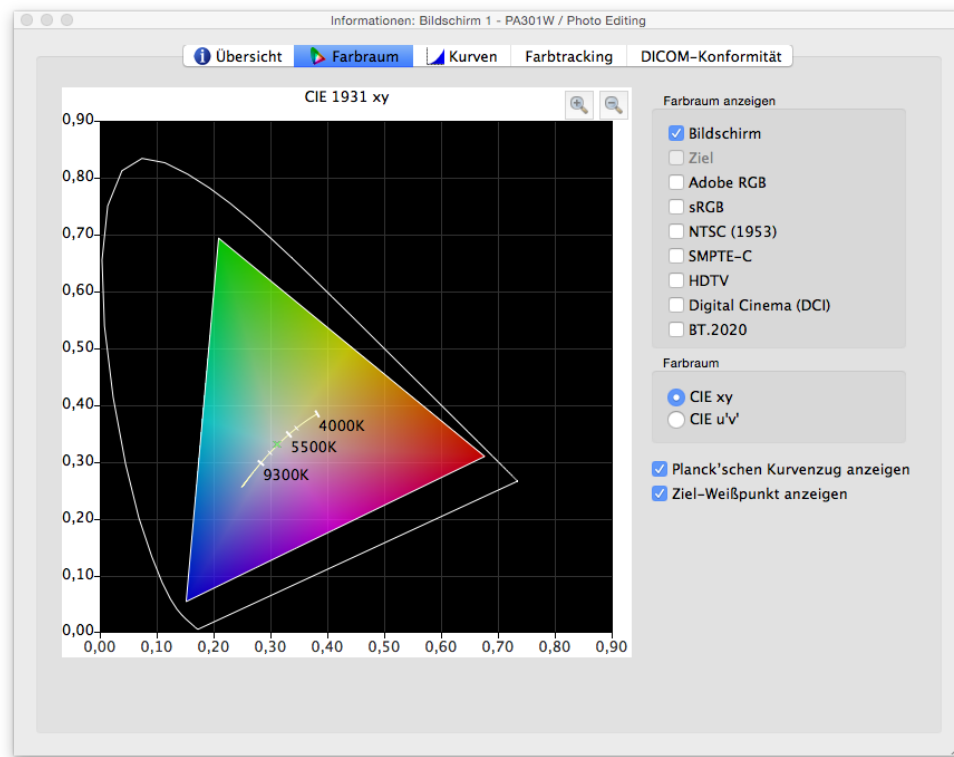 Informationen: Bildschirm 1 - PA301W / Photo Editing
Übersicht Farbraum Kurven Farbtracking DICOM-Konformität
CIE 1931 xy
0,90
0,80
0,70
0,60
0,50
0,40
0,30
0,20
0,10
0,00
0,00 0,10 0,20 0,30 0,40 0,50 0,60 0,70 0,80 0,90
4000K
5500K
9300K
Farbraum anzeigen
Bildschirm
Ziel
Adobe RGB
sRGB
NTSC (1953)
SMPTE-C
HDTV
Digital Cinema (DCI)
BT.2020
Farbraum
CIE xy
CIE u'v'
Planck'schen Kurvenzug anzeigen
Ziel-Weißpunkt anzeigen